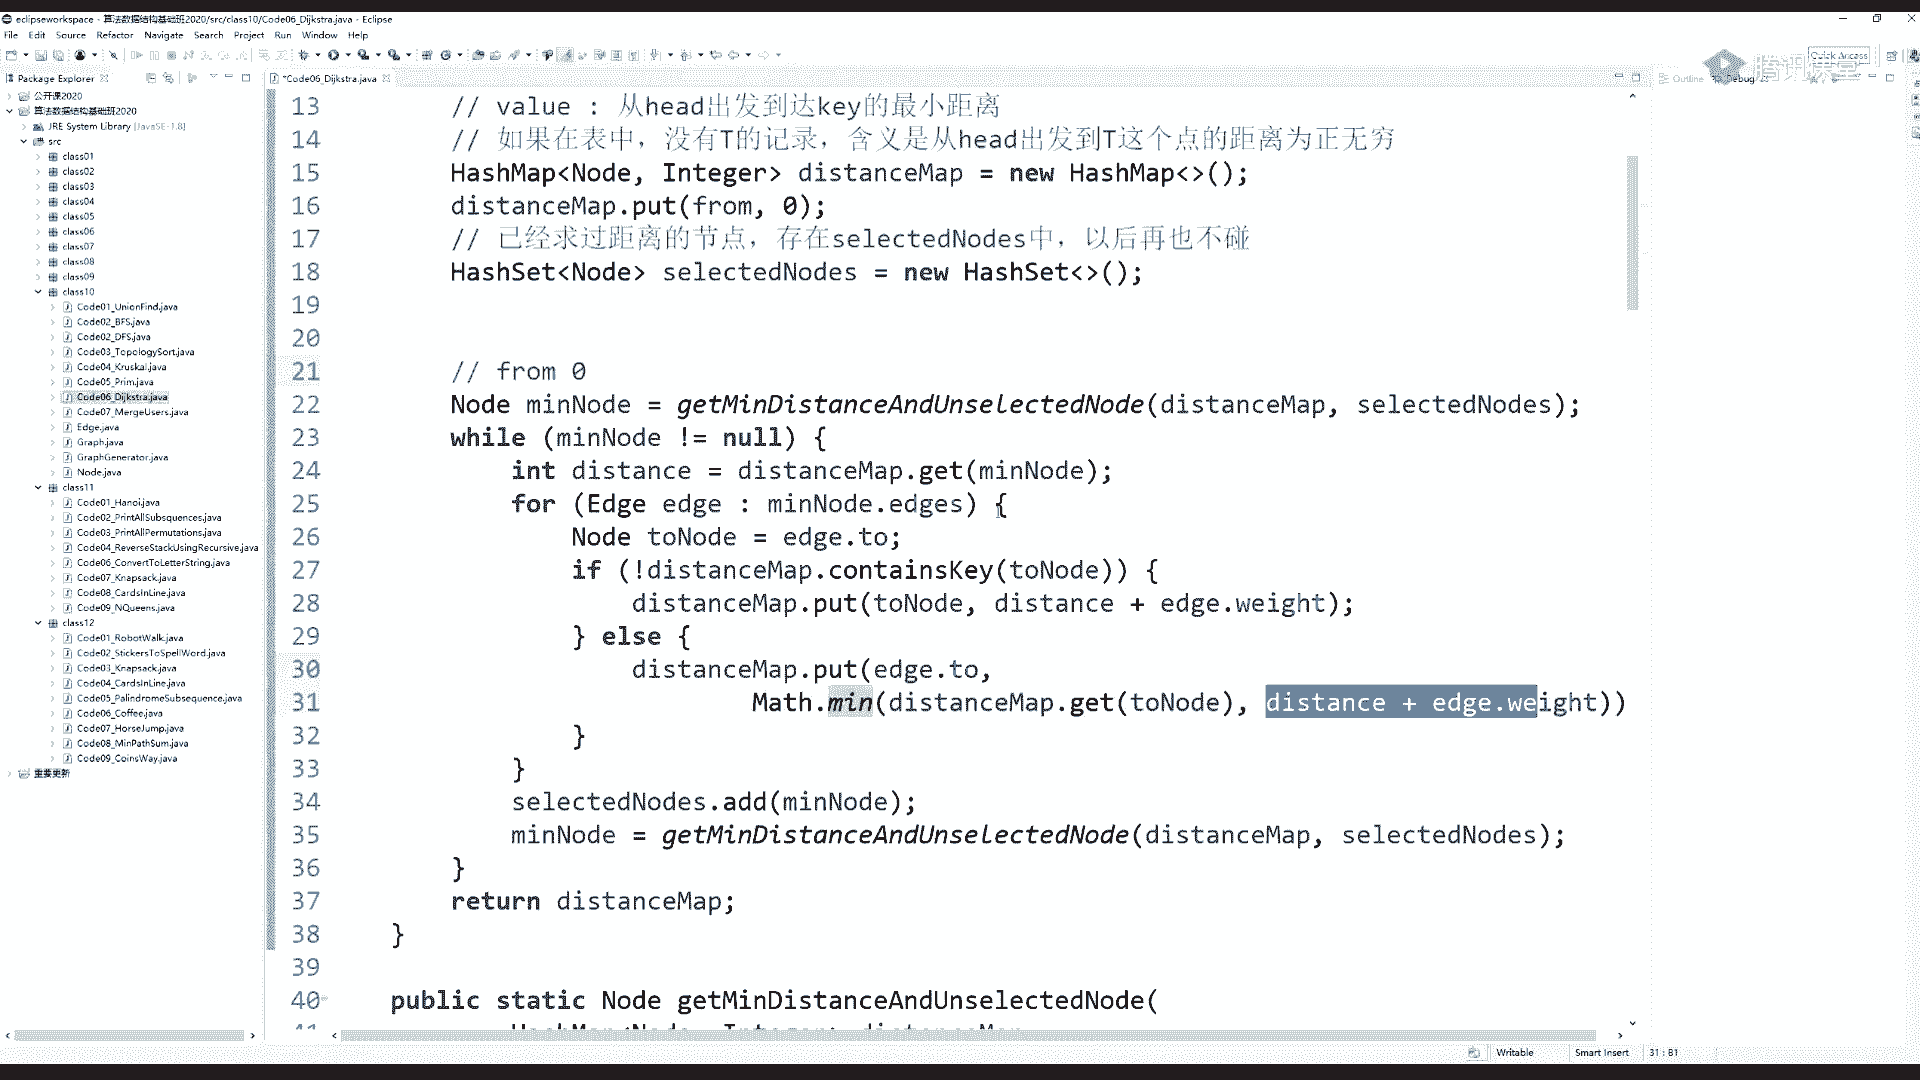 eclipseworkspace - 算法数据结构基础班2020/src/class10/Code06_Dijkstra.java - Eclipse
File Edit Source Refactor Navigate Search Project Run Window Help
Quick Access
腾讯课堂
Package Explorer
*Code06_Dijkstra.java
Outline
Debug
公开课2020
算法数据结构基础班2020
JRE System Library [JavaSE-1.8]
src
class01
class02
class03
class04
class05
class06
class07
class08
class09
class10
Code01_UnionFind.java
Code02_BFS.java
Code02_DFS.java
Code03_TopologySort.java
Code04_Kruskal.java
Code05_Prim.java
Code06_Dijkstra.java
Code07_MergeUsers.java
Edge.java
Graph.java
GraphGenerator.java
Node.java
class11
Code01_Hanoi.java
Code02_PrintAllSubsquences.java
Code03_PrintAllPermutations.java
Code04_ReverseStackUsingRecursive.java
Code06_ConvertToLetterString.java
Code07_Knapsack.java
Code08_CardsInLine.java
Code09_NQueens.java
class12
Code01_RobotWalk.java
Code02_StickersToSpellWord.java
Code03_Knapsack.java
Code04_CardsInLine.java
Code05_PalindromeSubsequence.java
Code06_Coffee.java
Code07_HorseJump.java
Code08_MinPathSum.java
Code09_CoinsWay.java
重要更新
13 // value : 从head出发到达key的最小距离
14 // 如果在表中，没有T的记录，含义是从head出发到T这个点的距离为正无穷
15 HashMap<Node, Integer> distanceMap = new HashMap<>();
16 distanceMap.put(from, 0);
17 // 已经求过距离的节点，存在selectedNodes中，以后再也不碰
18 HashSet<Node> selectedNodes = new HashSet<>();
19
20
21 // from 0
22 Node minNode = getMinDistanceAndUnselectedNode(distanceMap, selectedNodes);
23 while (minNode != null) {
24 int distance = distanceMap.get(minNode);
25 for (Edge edge : minNode.edges) {
26 Node toNode = edge.to;
27 if (!distanceMap.containsKey(toNode)) {
28 distanceMap.put(toNode, distance + edge.weight);
29 } else {
30 distanceMap.put(edge.to,
31 Math.min(distanceMap.get(toNode), distance + edge.weight))
32 }
33 }
34 selectedNodes.add(minNode);
35 minNode = getMinDistanceAndUnselectedNode(distanceMap, selectedNodes);
36 }
37 return distanceMap;
38 }
39
40 public static Node getMinDistanceAndUnselectedNode(
41 HashMap<Node, Integer> distanceMap
Writable Smart Insert 31 : 81